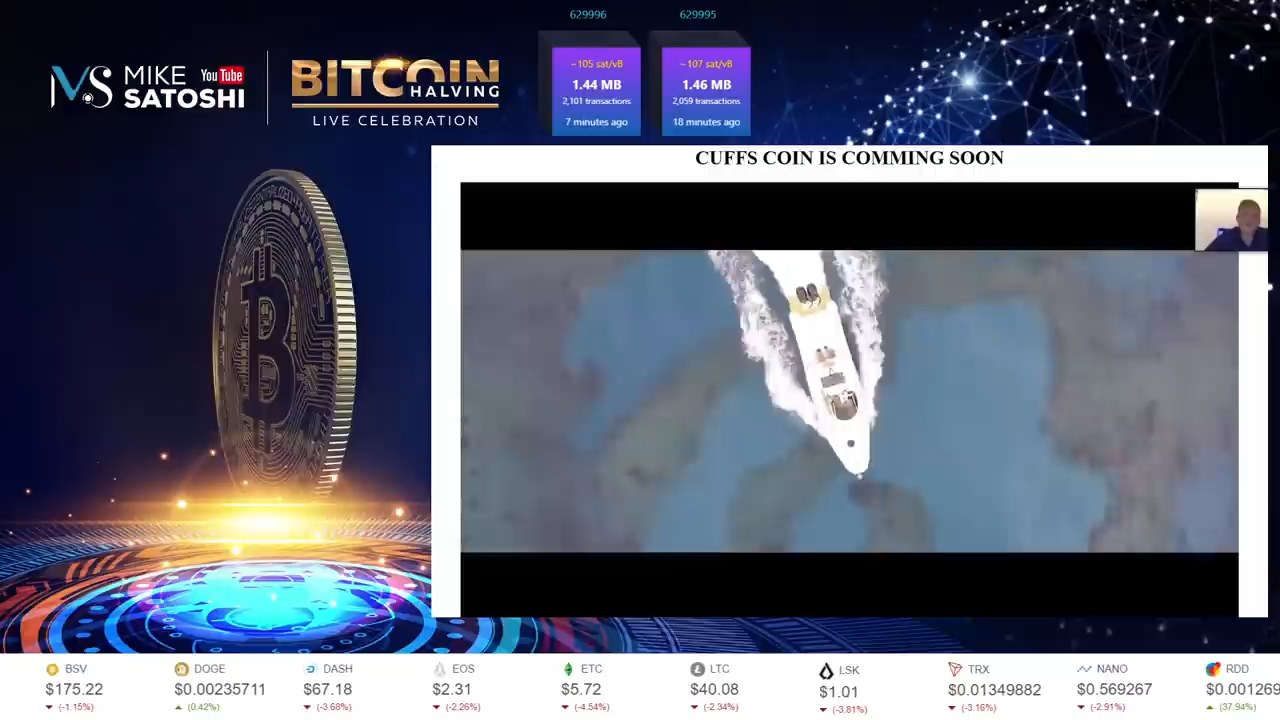 629996
629995
~105 sat/vB
1.44 MB
2,101 transactions
7 minutes ago
~107 sat/vB
1.46 MB
2,059 transactions
18 minutes ago
MS MIKE SATOSHI YouTube
BITCOIN
HALVING
LIVE CELEBRATION
CUFFS COIN IS COMMING SOON
BSV
$175.22
(-1.15%)
DOGE
$0.00235711
(0.42%)
DASH
$67.18
(-3.68%)
EOS
$2.31
(-2.26%)
ETC
$5.72
(-4.54%)
LTC
$40.08
(-2.34%)
LSK
$1.01
(-3.81%)
TRX
$0.01349882
(-3.16%)
NANO
$0.569267
(-2.91%)
RDD
$0.001269
(37.94%)